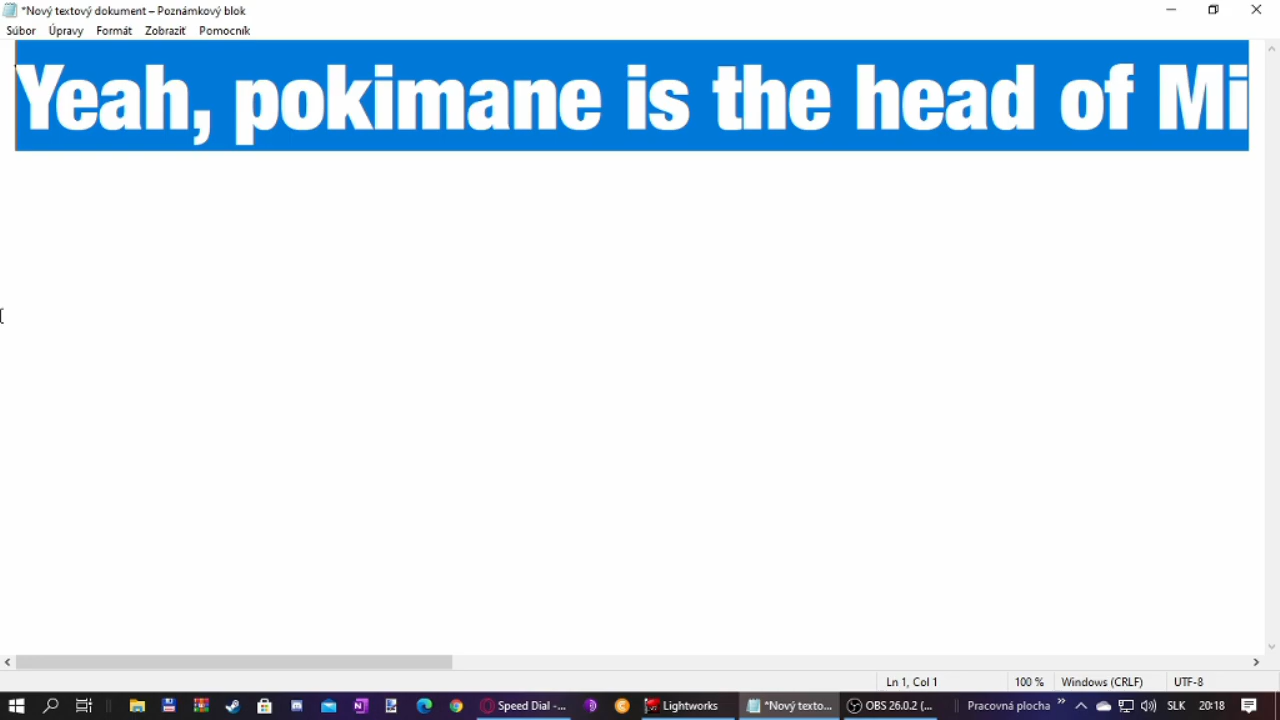 *Nový textový dokument – Poznámkový blok
Súbor Úpravy Formát Zobraziť Pomocník
Yeah, pokimane is the head of Mi
Ln 1, Col 1 100 % Windows (CRLF) UTF-8
Speed Dial -... Lightworks *Nový texto... OBS 26.0.2 (... Pracovná plocha SLK 20:18